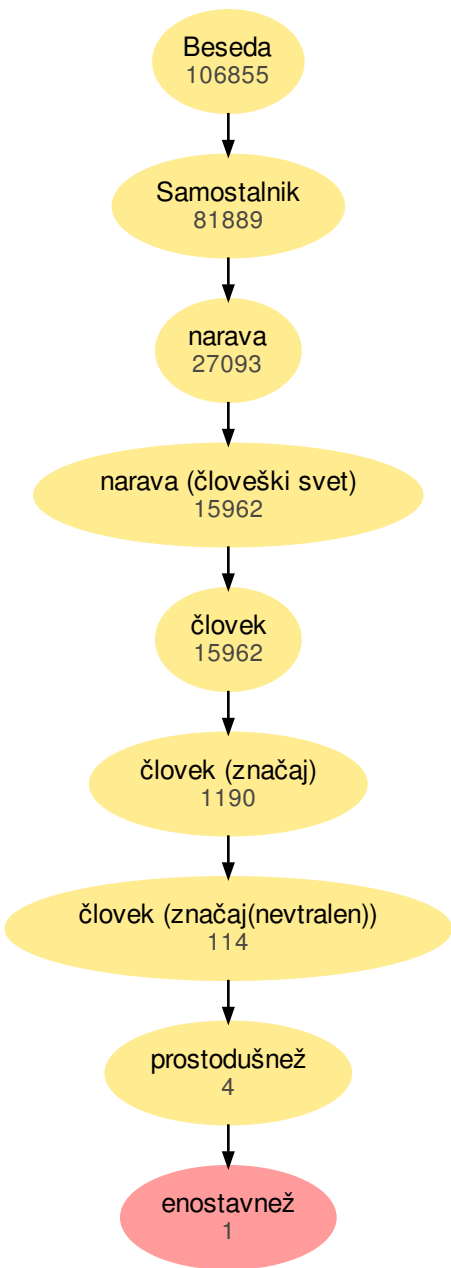 Beseda
106855
Samostalnik
81889
narava
27093
narava (človeški svet)
15962
človek
15962
človek (značaj)
1190
človek (značaj(nevtralen))
114
prostodušnež
4
enostavnež
1